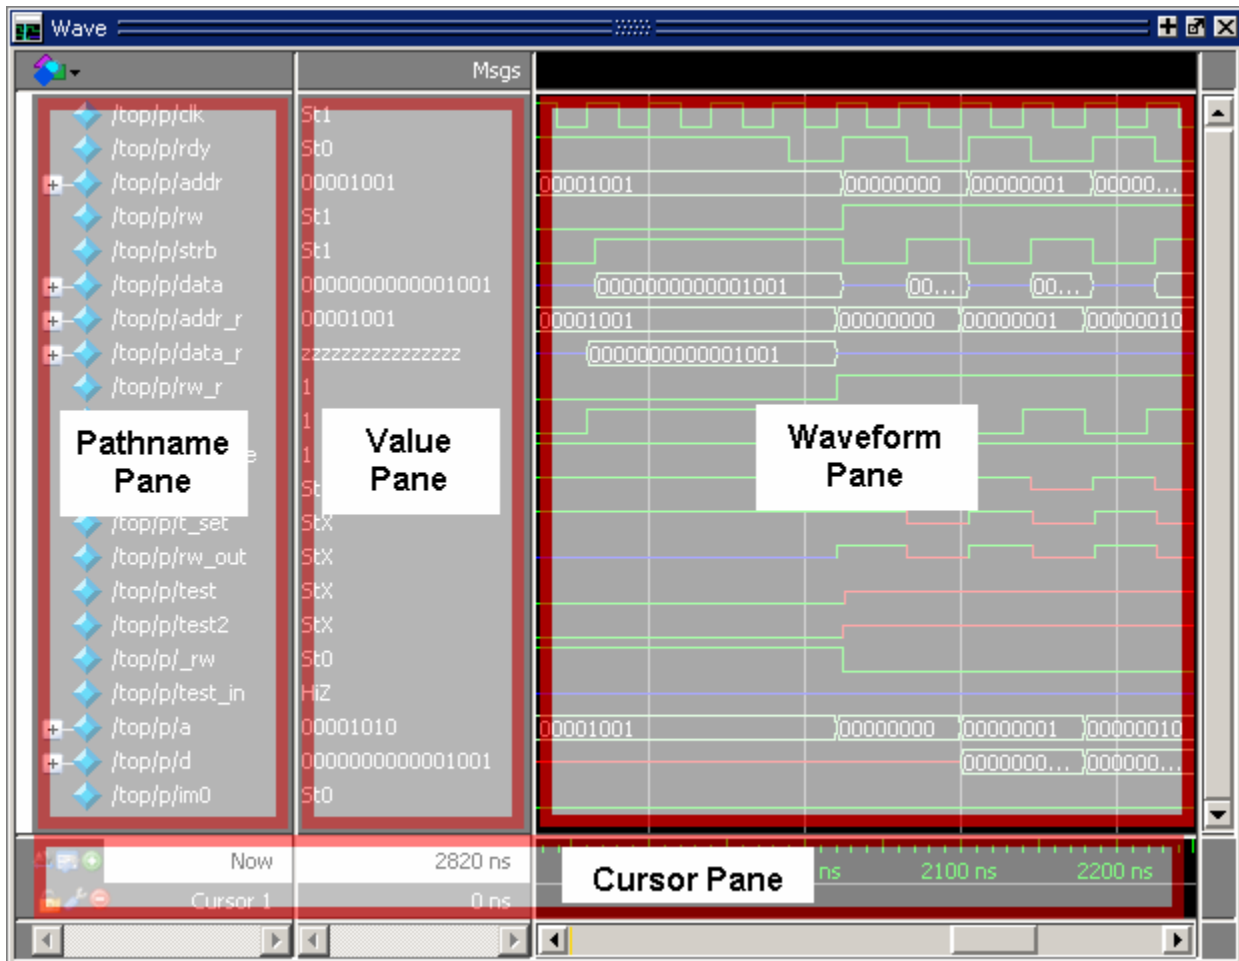 Wave
Msgs
/top/p/clk St1
/top/p/rdy St0
/top/p/addr 00001001 00001001 00000000 00000001 00000...
/top/p/rw St1
/top/p/strb St1
/top/p/data 0000000000001001 0000000000001001 00... 00...
/top/p/addr_r 00001001 00001001 00000000 00000001 00000010
/top/p/data_r zzzzzzzzzzzzzzzz 0000000000001001
/top/p/rw_r 1
1
e 1
St
/top/p/t_set StX
/top/p/rw_out StX
/top/p/test StX
/top/p/test2 StX
/top/p/_rw St0
/top/p/test_in HiZ
/top/p/a 00001010 00001001 00000000 00000001 00000010
/top/p/d 0000000000001001 0000000... 000000...
/top/p/im0 St0
Pathname
Pane
Value
Pane
Waveform
Pane
Now 2820 ns
ns 2100 ns 2200 ns
Cursor Pane
Cursor 1 0 ns